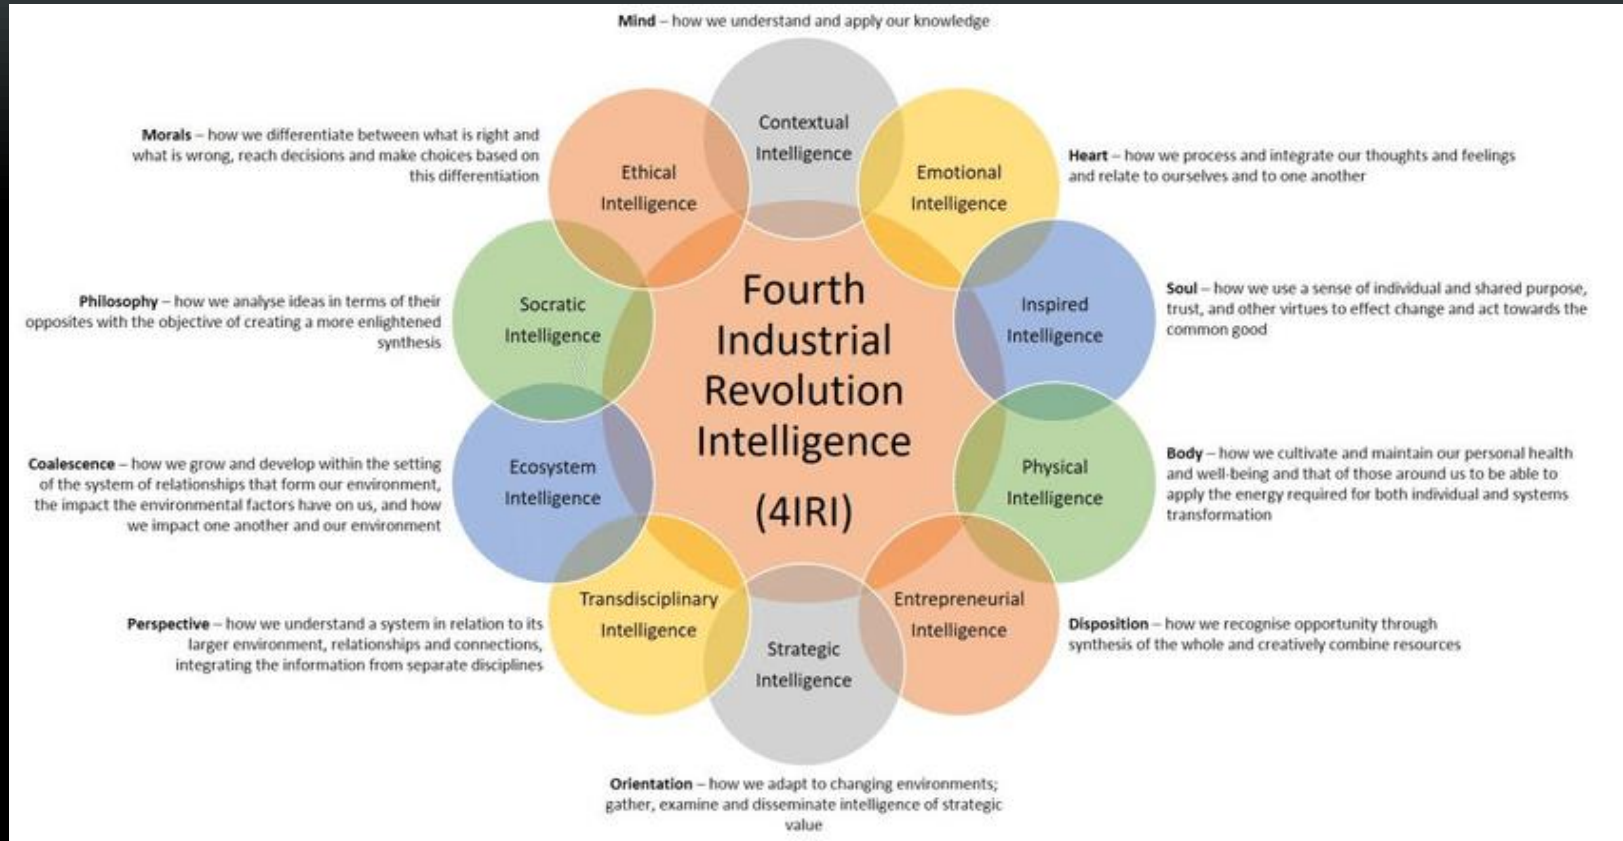 Mind – how we understand and apply our knowledge
Contextual
Intelligence
Emotional
Intelligence
Heart – how we process and integrate our thoughts and feelings
and relate to ourselves and to one another
Inspired
Intelligence
Soul – how we use a sense of individual and shared purpose,
trust, and other virtues to effect change and act towards the
common good
Physical
Intelligence
Body – how we cultivate and maintain our personal health
and well-being and that of those around us to be able to
apply the energy required for both individual and systems
transformation
Entrepreneurial
Intelligence
Disposition – how we recognise opportunity through
synthesis of the whole and creatively combine resources
Strategic
Intelligence
Orientation – how we adapt to changing environments;
gather, examine and disseminate intelligence of strategic
value
Transdisciplinary
Intelligence
Perspective – how we understand a system in relation to its
larger environment, relationships and connections,
integrating the information from separate disciplines
Ecosystem
Intelligence
Coalescence – how we grow and develop within the setting
of the system of relationships that form our environment,
the impact the environmental factors have on us, and how
we impact one another and our environment
Socratic
Intelligence
Philosophy – how we analyse ideas in terms of their
opposites with the objective of creating a more enlightened
synthesis
Ethical
Intelligence
Morals – how we differentiate between what is right and
what is wrong, reach decisions and make choices based on
this differentiation
Fourth
Industrial
Revolution
Intelligence
(4IRI)